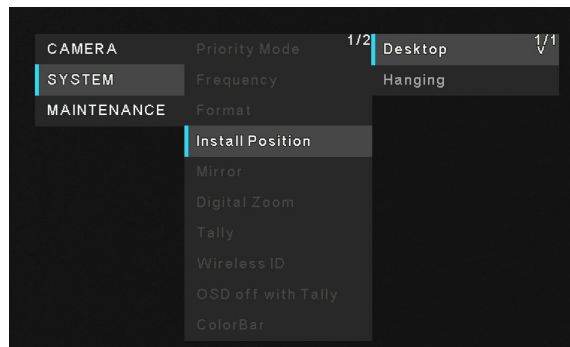 CAMERA
SYSTEM
MAINTENANCE
Priority Mode 1/2
Frequency
Format
Install Position
Mirror
Digital Zoom
Tally
Wireless ID
OSD off with Tally
ColorBar
Desktop 1/1
Hanging